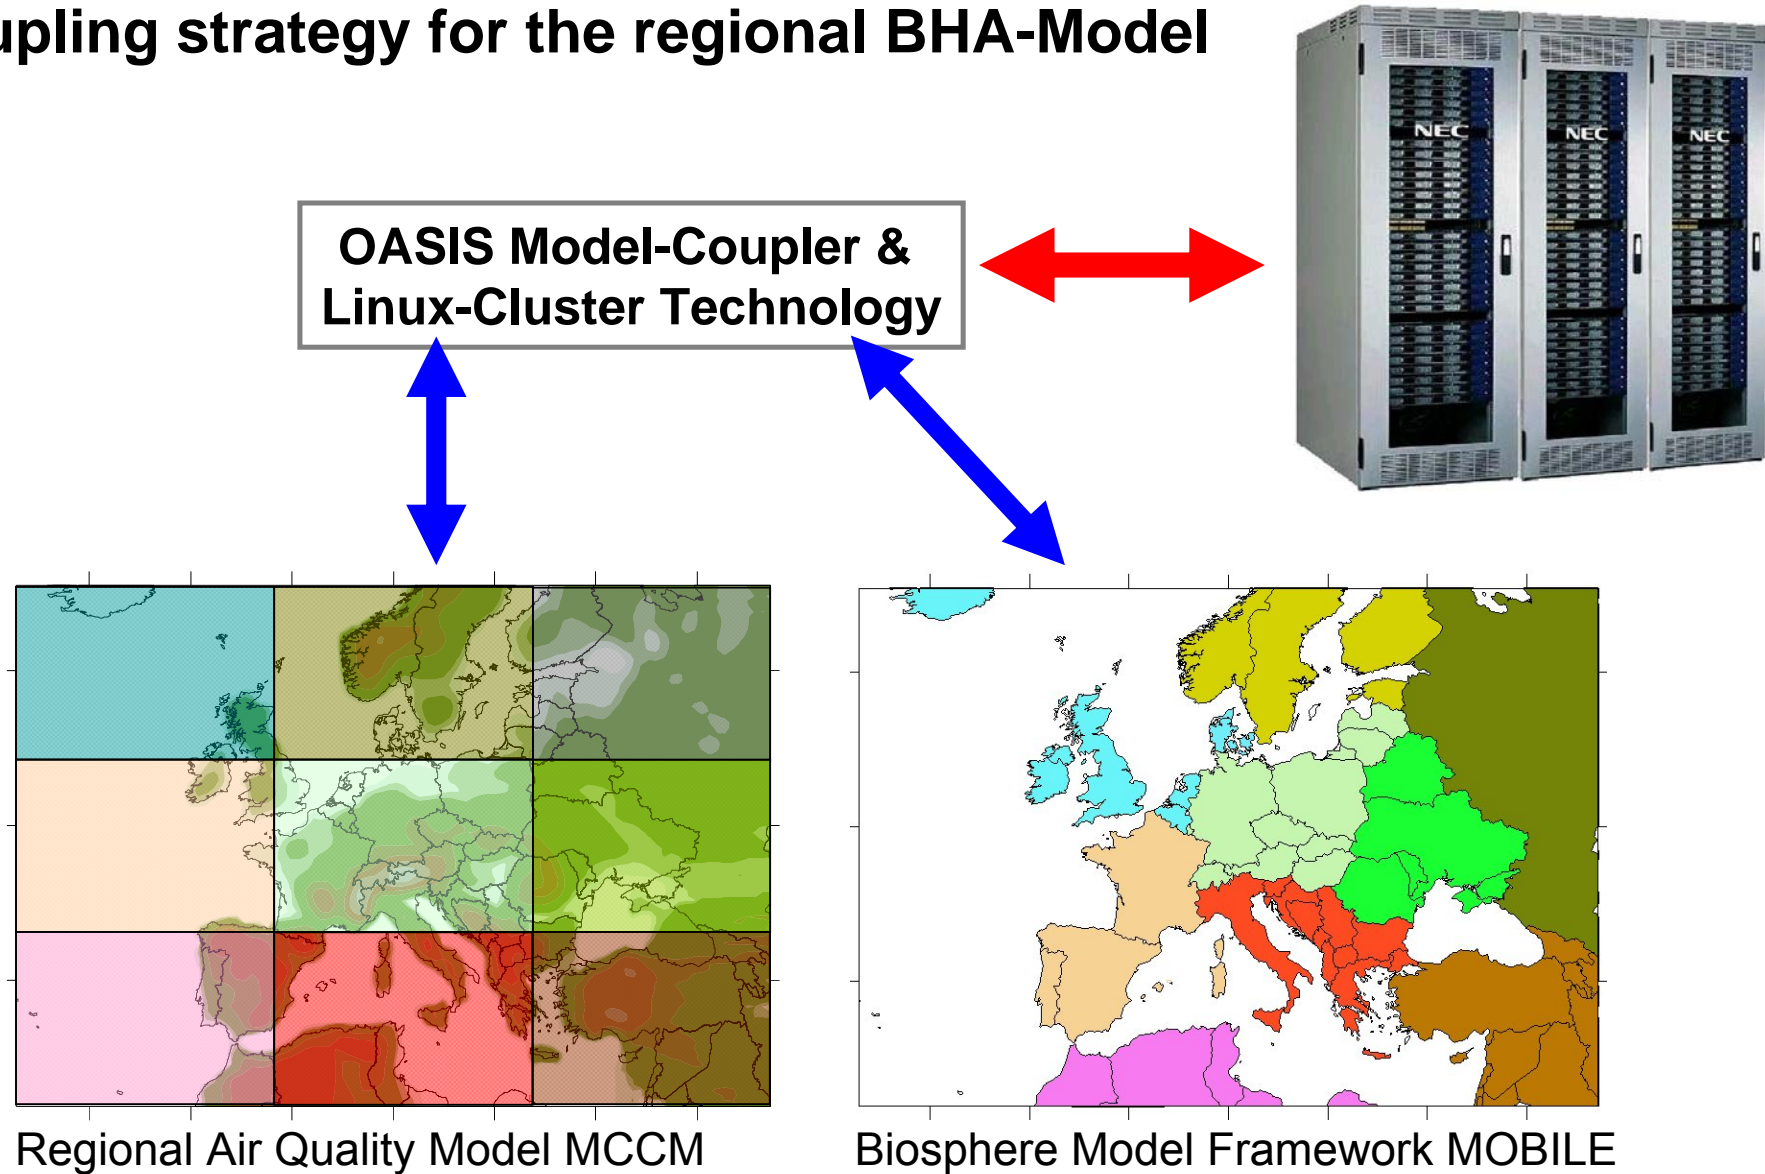 upling strategy for the regional BHA-Model
NEC NEC NEC
OASIS Model-Coupler &
Linux-Cluster Technology
Regional Air Quality Model MCCM
Biosphere Model Framework MOBILE